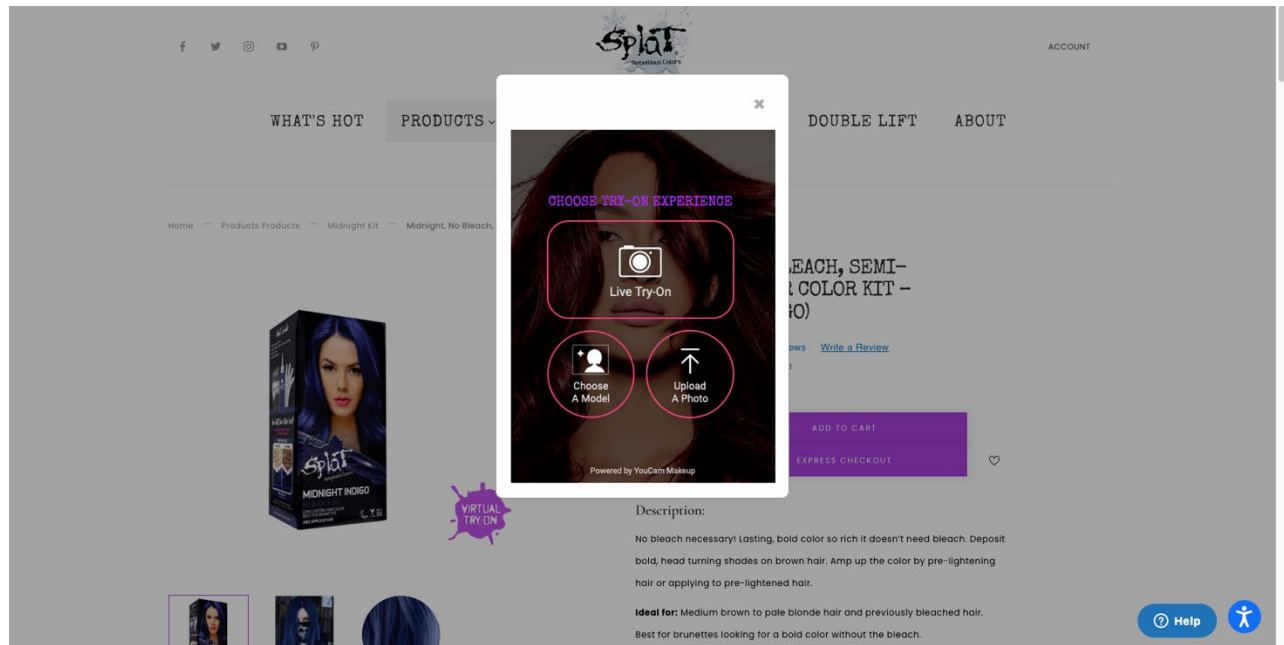 Splat
Rebellious Colors
ACCOUNT
WHAT'S HOT
PRODUCTS
DOUBLE LIFT
ABOUT
Home — Products Products — Midnight Kit — Midnight, No Bleach,
CHOOSE TRY-ON EXPERIENCE
Live Try-On
Choose
A Model
Upload
A Photo
Powered by YouCam Makeup
LEACH, SEMI-
COLOR KIT –
GO)
ews Write a Review
ADD TO CART
EXPRESS CHECKOUT
Splat
MIDNIGHT INDIGO
VIRTUAL
TRY-ON
Description:
No bleach necessary! Lasting, bold color so rich it doesn't need bleach. Deposit
bold, head turning shades on brown hair. Amp up the color by pre-lightening
hair or applying to pre-lightened hair.
Ideal for: Medium brown to pale blonde hair and previously bleached hair.
Best for brunettes looking for a bold color without the bleach.
Help